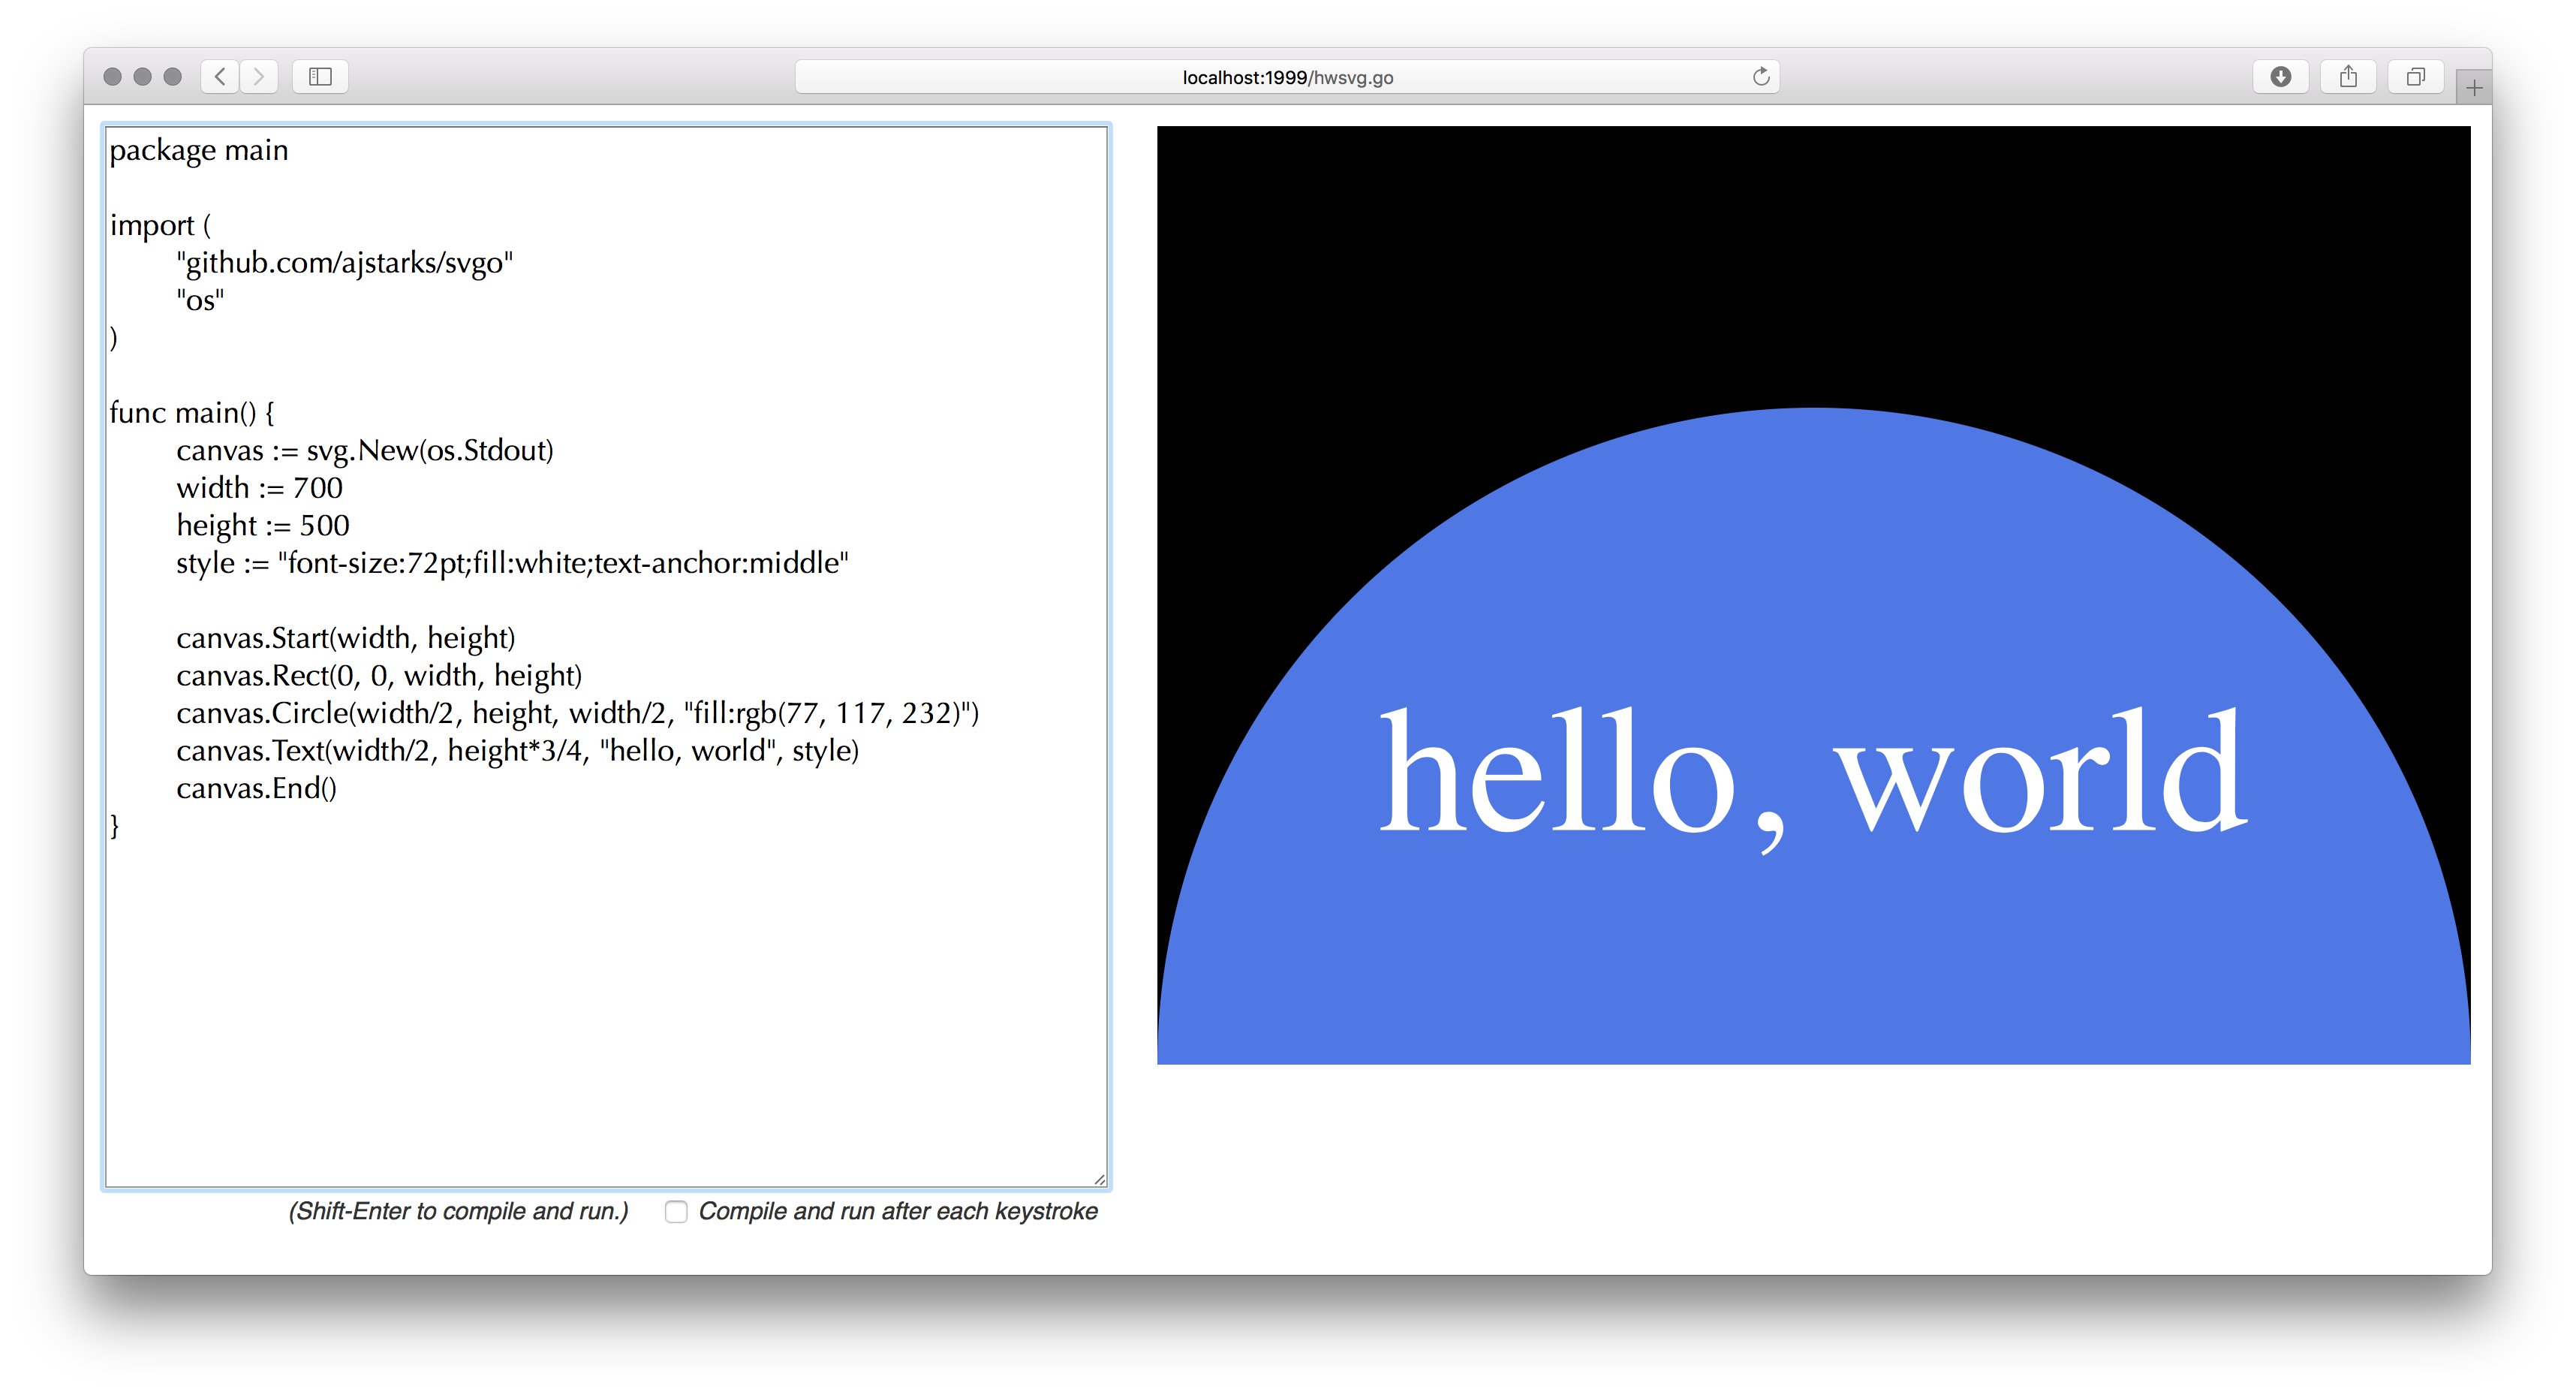 localhost:1999/hwsvg.go
package main
import (
"github.com/ajstarks/svgo"
"os"
)
func main() {
canvas := svg.New(os.Stdout)
width := 700
height := 500
style := "font-size:72pt;fill:white;text-anchor:middle"
canvas.Start(width, height)
canvas.Rect(0, 0, width, height)
canvas.Circle(width/2, height, width/2, "fill:rgb(77, 117, 232)")
canvas.Text(width/2, height*3/4, "hello, world", style)
canvas.End()
}
(Shift-Enter to compile and run.) Compile and run after each keystroke
hello, world